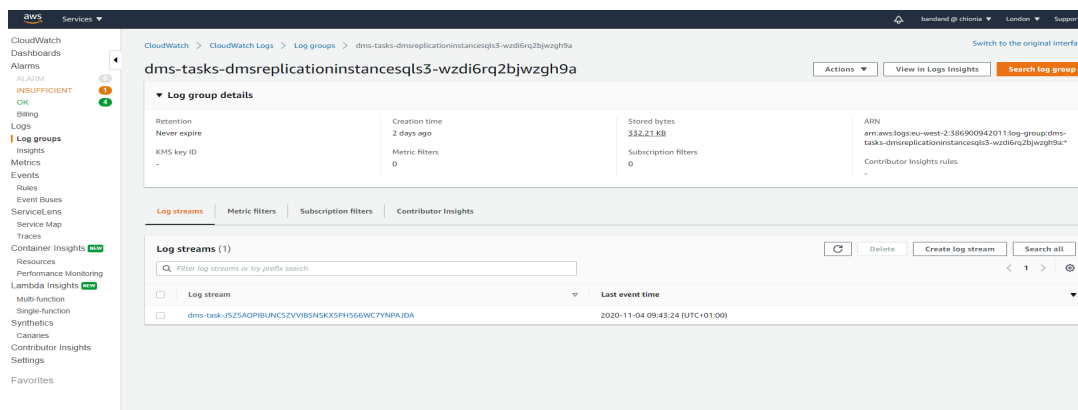 aws Services ▼ bandand @ chionia ▼ London ▼ Suppor
CloudWatch
Dashboards
Alarms
ALARM 0
INSUFFICIENT 1
OK 4
Billing
Logs
Log groups
Insights
Metrics
Events
Rules
Event Buses
ServiceLens
Service Map
Traces
Container Insights NEW
Resources
Performance Monitoring
Lambda Insights NEW
Multi-function
Single-function
Synthetics
Canaries
Contributor Insights
Settings
Favorites
CloudWatch > CloudWatch Logs > Log groups > dms-tasks-dmsreplicationinstancesqls3-wzdi6rq2bjwzgh9a
Switch to the original interfa
dms-tasks-dmsreplicationinstancesqls3-wzdi6rq2bjwzgh9a
Actions ▼ View in Logs Insights Search log group
▼ Log group details
Retention
Never expire
KMS key ID
-
Creation time
2 days ago
Metric filters
0
Stored bytes
332.21 KB
Subscription filters
0
ARN
arn:aws:logs:eu-west-2:386900942011:log-group:dms-
tasks-dmsreplicationinstancesqls3-wzdi6rq2bjwzgh9a:*
Contributor Insights rules
-
Log streams Metric filters Subscription filters Contributor Insights
Log streams (1)
Delete Create log stream Search all
Filter log streams or try prefix search
< 1 >
Log stream Last event time
dms-task-JSZSAOPIBUNCSZVVIBSNSKXSPH566WC7YNPAJDA 2020-11-04 09:43:24 (UTC+01:00)